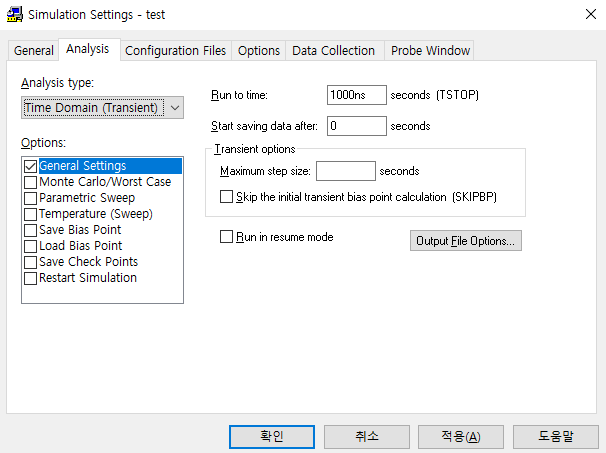 Simulation Settings - test
General Analysis Configuration Files Options Data Collection Probe Window
Analysis type:
Time Domain (Transient)
Options:
General Settings
Monte Carlo/Worst Case
Parametric Sweep
Temperature (Sweep)
Save Bias Point
Load Bias Point
Save Check Points
Restart Simulation
Run to time: 1000ns seconds (TSTOP)
Start saving data after: 0 seconds
Transient options
Maximum step size: seconds
Skip the initial transient bias point calculation (SKIPBP)
Run in resume mode Output File Options...
확인 취소 적용(A) 도움말